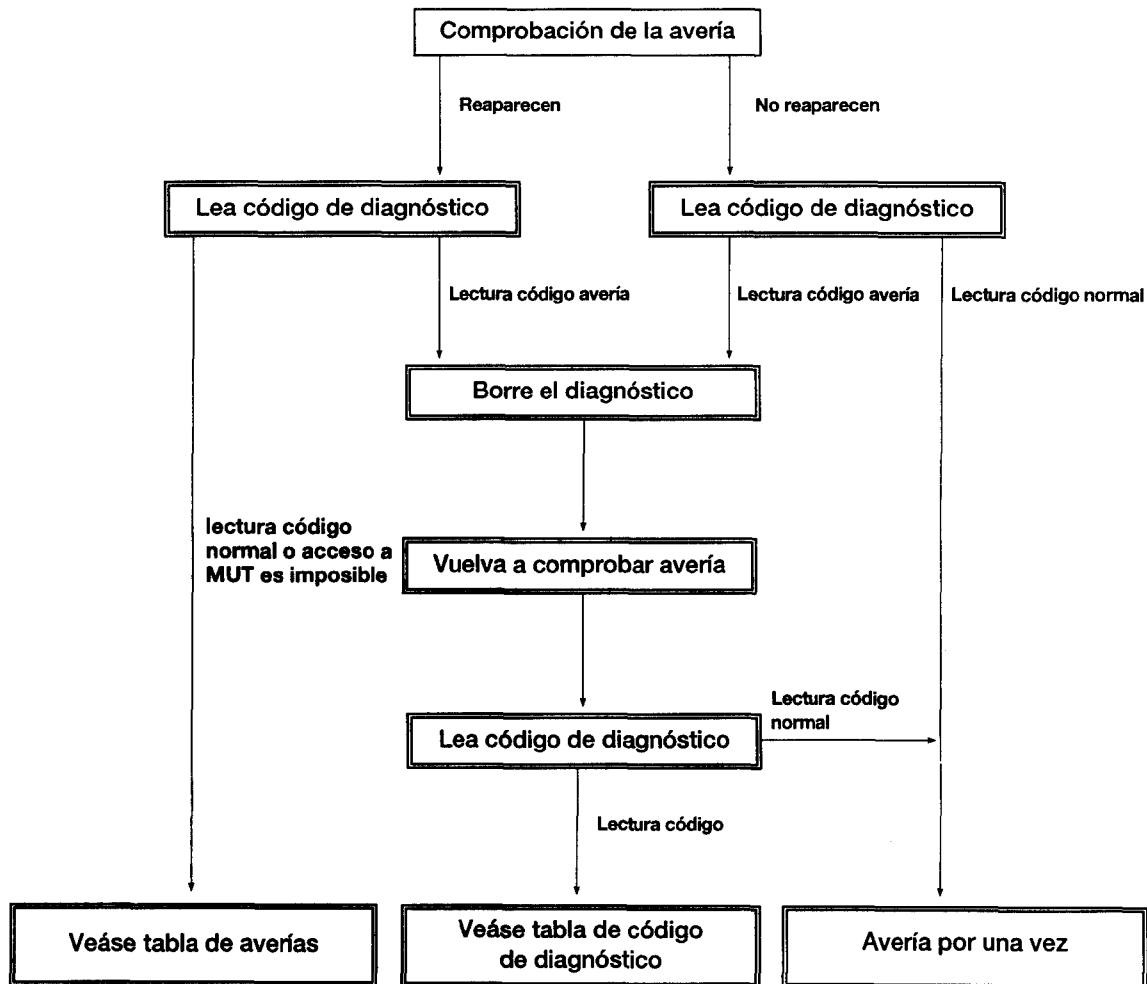 Comprobación de la avería
Reaparecen
No reaparecen
Lea código de diagnóstico
Lea código de diagnóstico
Lectura código avería
Lectura código avería
Lectura código normal
Borre el diagnóstico
lectura código
normal o acceso a
MUT es imposible
Vuelva a comprobar avería
Lectura código
normal
Lea código de diagnóstico
Lectura código
Veáse tabla de averías
Veáse tabla de código
de diagnóstico
Avería por una vez